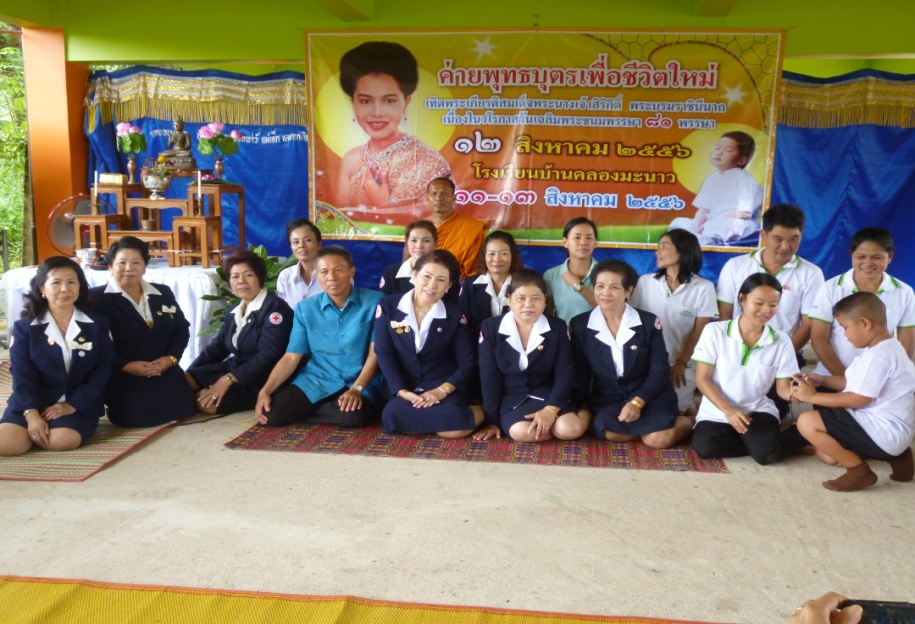 ค่ายพุทธบุตรเพื่อชีวิตใหม่
เทิดพระเกียรติสมเด็จพระนางเจ้าสิริกิติ์ พระบรมราชินีนาถ
เนื่องในวโรกาสวันเฉลิมพระชนมพรรษา ๘๑ พรรษา
๑๒ สิงหาคม ๒๕๕๖
โรงเรียนบ้านคลองมะนาว
๑๑-๑๓ สิงหาคม ๒๕๕๖